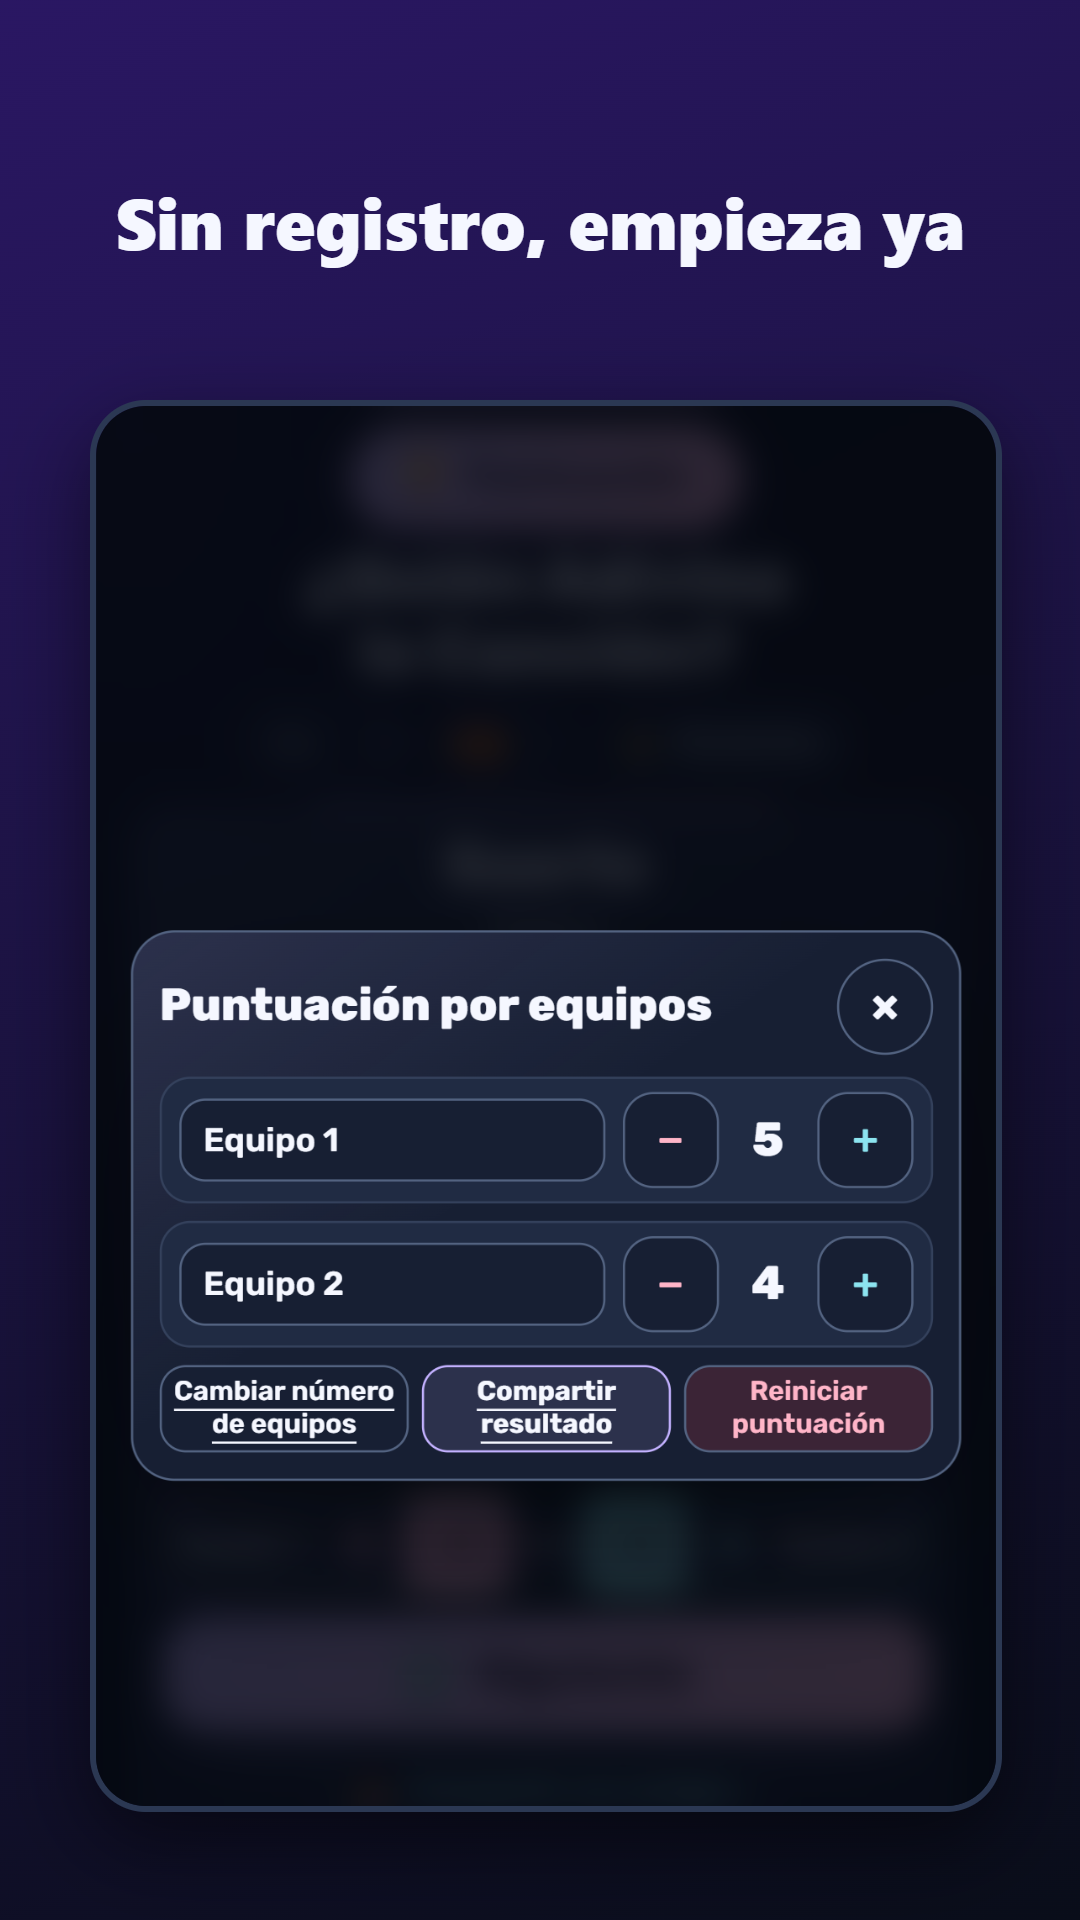 Sin registro, empieza ya
Puntuación por equipos
Equipo 1
− 5 +
Equipo 2
− 4 +
Cambiar número
de equipos
Compartir
resultado
Reiniciar
puntuación